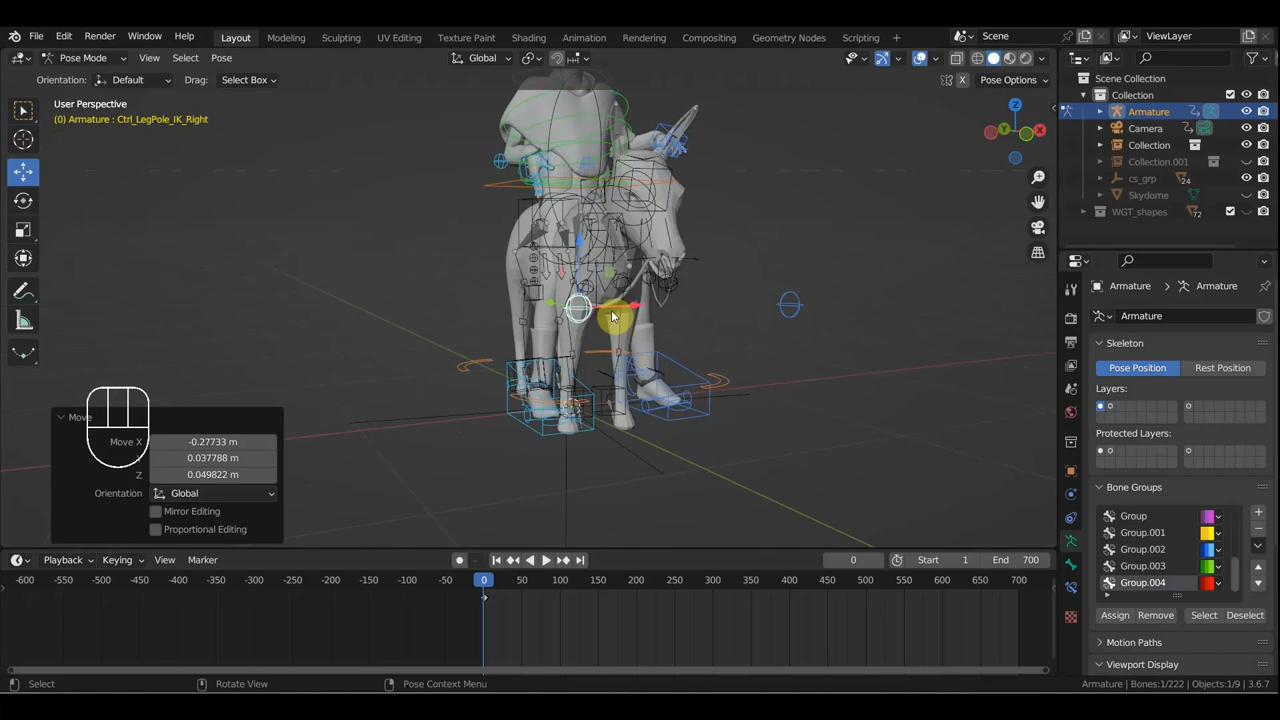 File Edit Render Window Help Layout Modeling Sculpting UV Editing Texture Paint Shading Animation Rendering Compositing Geometry Nodes Scripting + Scene ViewLayer
Pose Mode View Select Pose Global
Orientation: Default Drag: Select Box X Pose Options
User Perspective
(0) Armature : Ctrl_LegPole_IK_Right
Z
Y
X
Scene Collection
Collection
Armature
Camera
Collection
Collection.001
cs_grp 24
Skydome
WGT_shapes 72
Armature Armature
Armature
Skeleton
Pose Position Rest Position
Layers:
Protected Layers:
Bone Groups
Group
Group.001
Group.002
Group.003
Group.004
Assign Remove Select Deselect
Motion Paths
Viewport Display
Move
Move X -0.27733 m
0.037788 m
Z 0.049822 m
Orientation Global
Mirror Editing
Proportional Editing
Playback Keying View Marker 0 Start 1 End 700
-600 -550 -500 -450 -400 -350 -300 -250 -200 -150 -100 -50 0 50 100 150 200 250 300 350 400 450 500 550 600 650 700
Select Rotate View Pose Context Menu Armature | Bones:1/222 | Objects:1/9 | 3.6.7